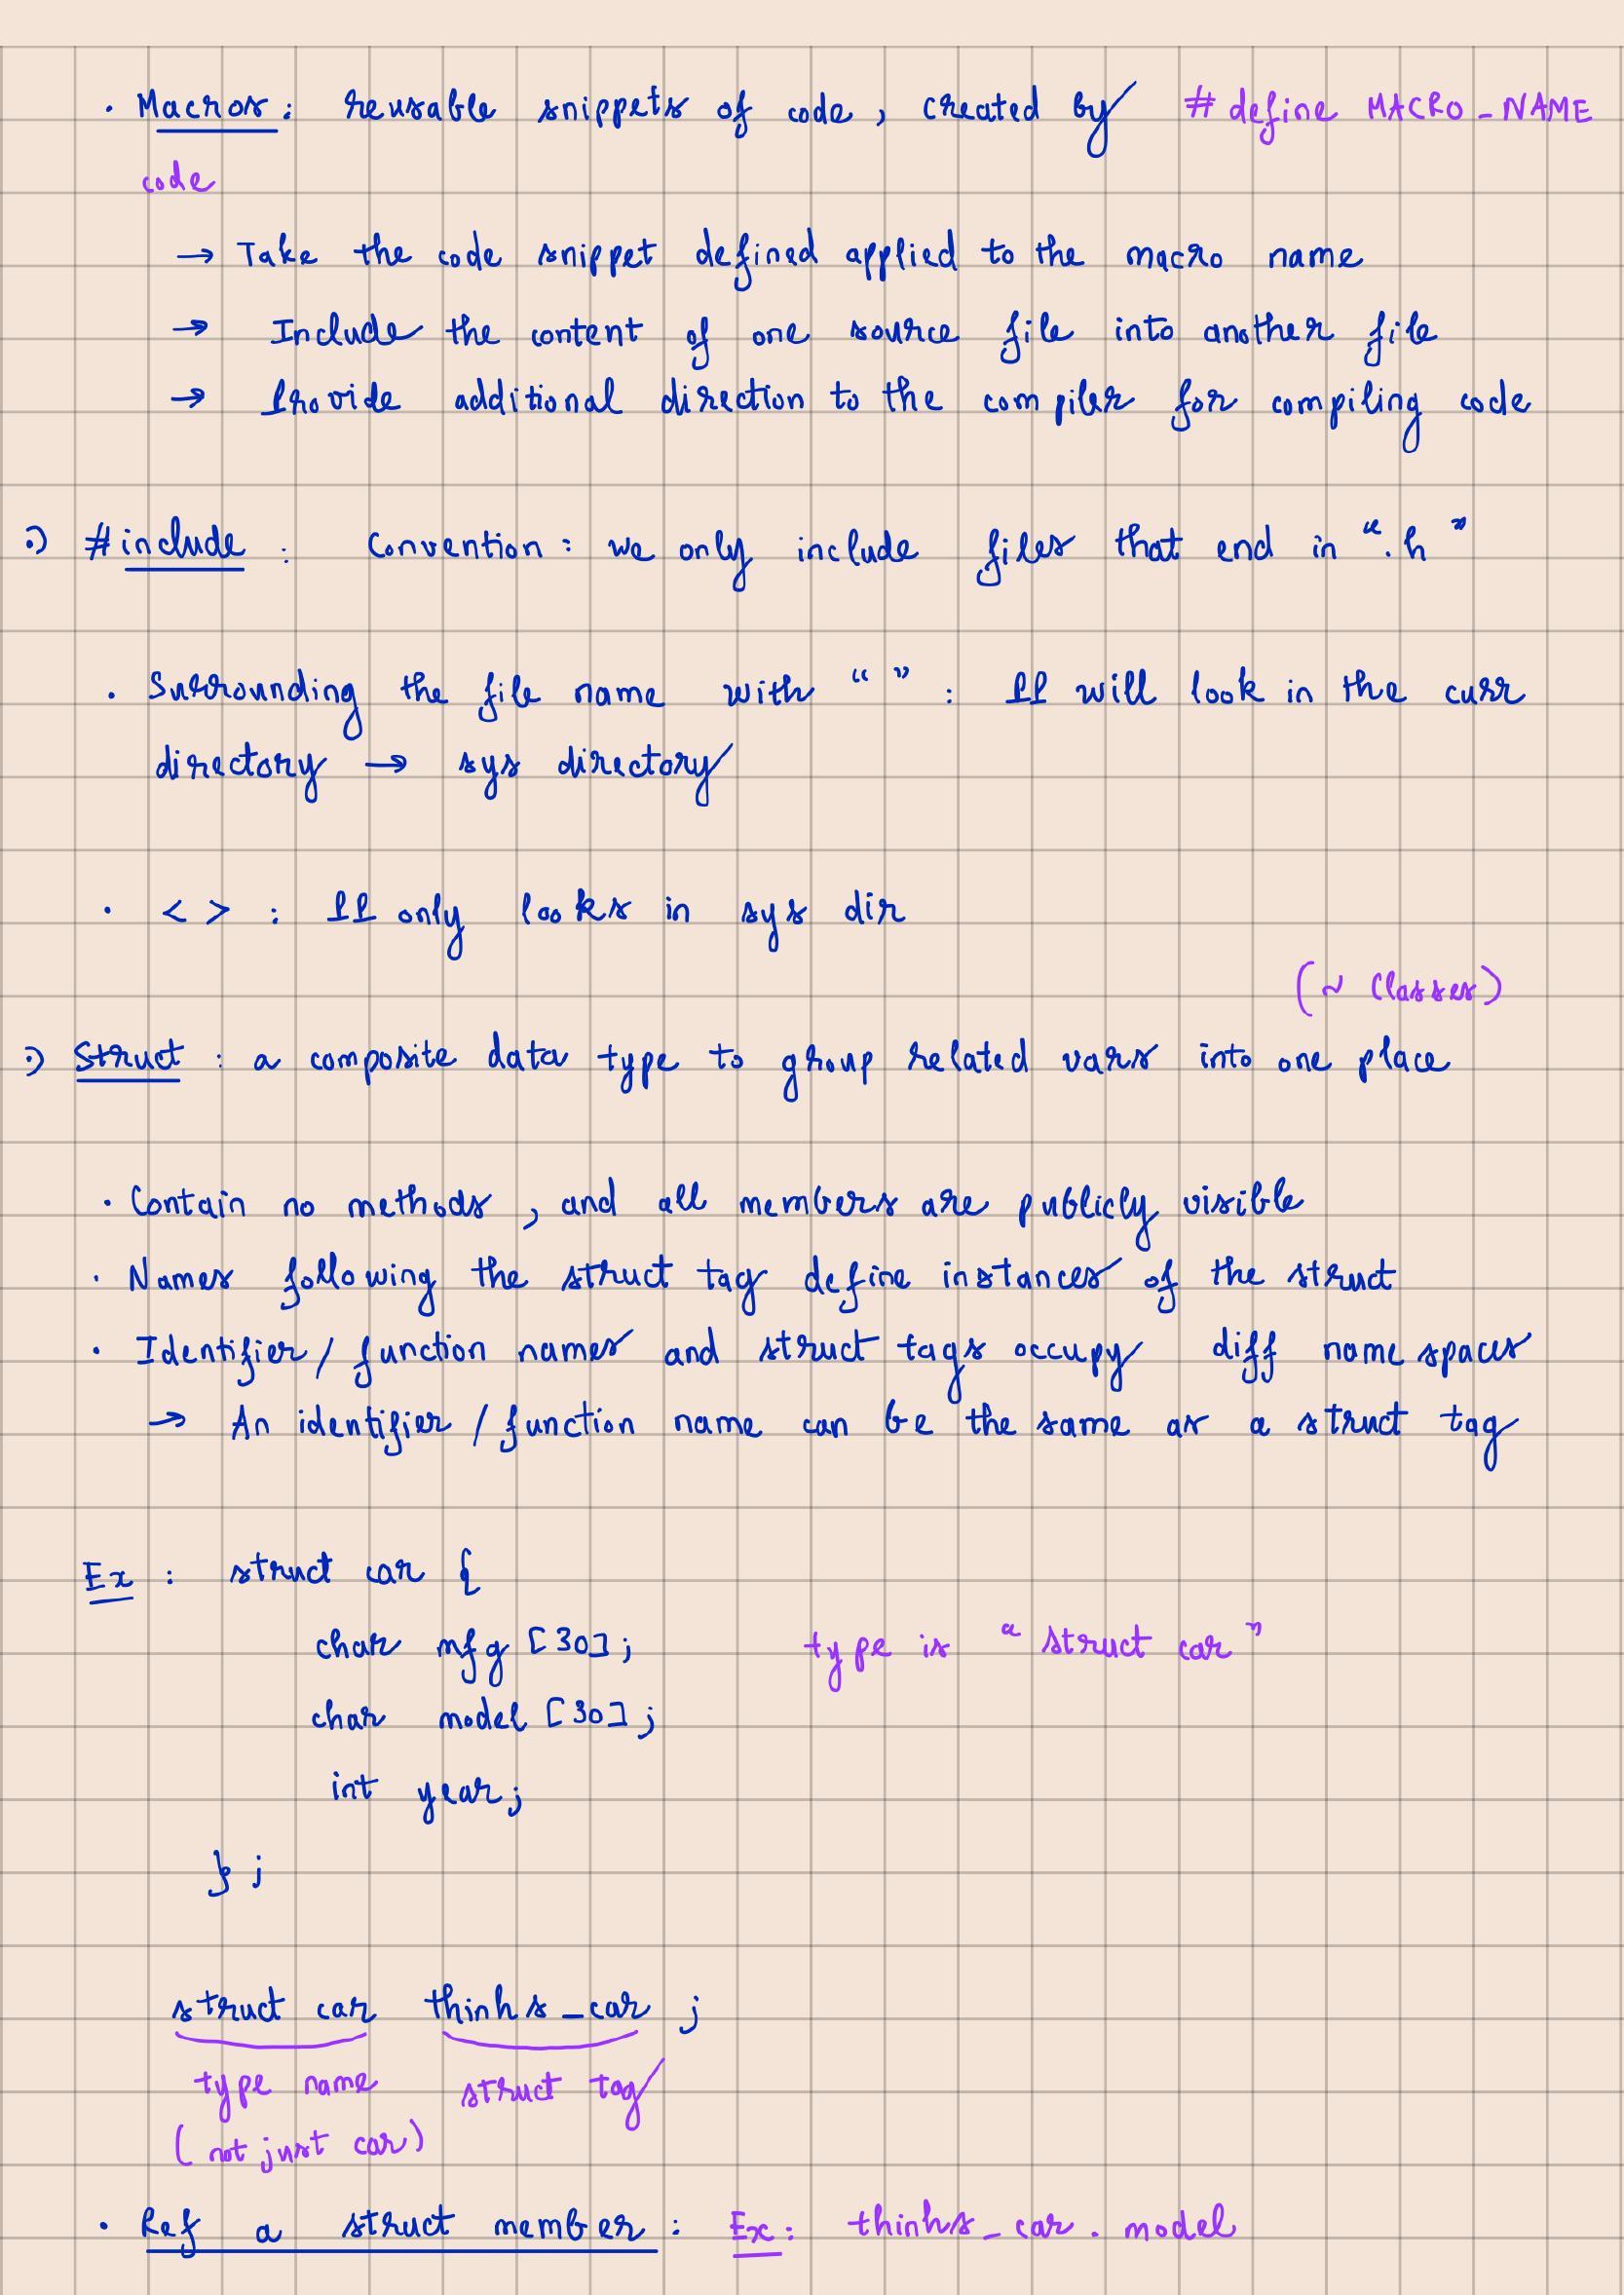 • Macros: reusable snippets of code, created by #define MACRO_NAME
code
→ Take the code snippet defined applied to the macro name
→ Include the content of one source file into another file
→ Provide additional direction to the compiler for compiling code
:) #include : Convention: we only include files that end in ".h"
• Surrounding the file name with " " : PP will look in the curr
directory → sys directory
• < > : PP only looks in sys dir
(~ Classes)
:) Struct : a composite data type to group related vars into one place
• Contain no methods, and all members are publicly visible
• Names following the struct tag define instances of the struct
• Identifier/function names and struct tags occupy diff name spaces
→ An identifier/function name can be the same as a struct tag
Ex : struct car {
char mfg [30]; type is "struct car"
char model [30];
int year;
} ;
struct car thinhs_car ;
type name struct tag
(not just car)
• Ref a struct member : Ex: thinhs_car.model